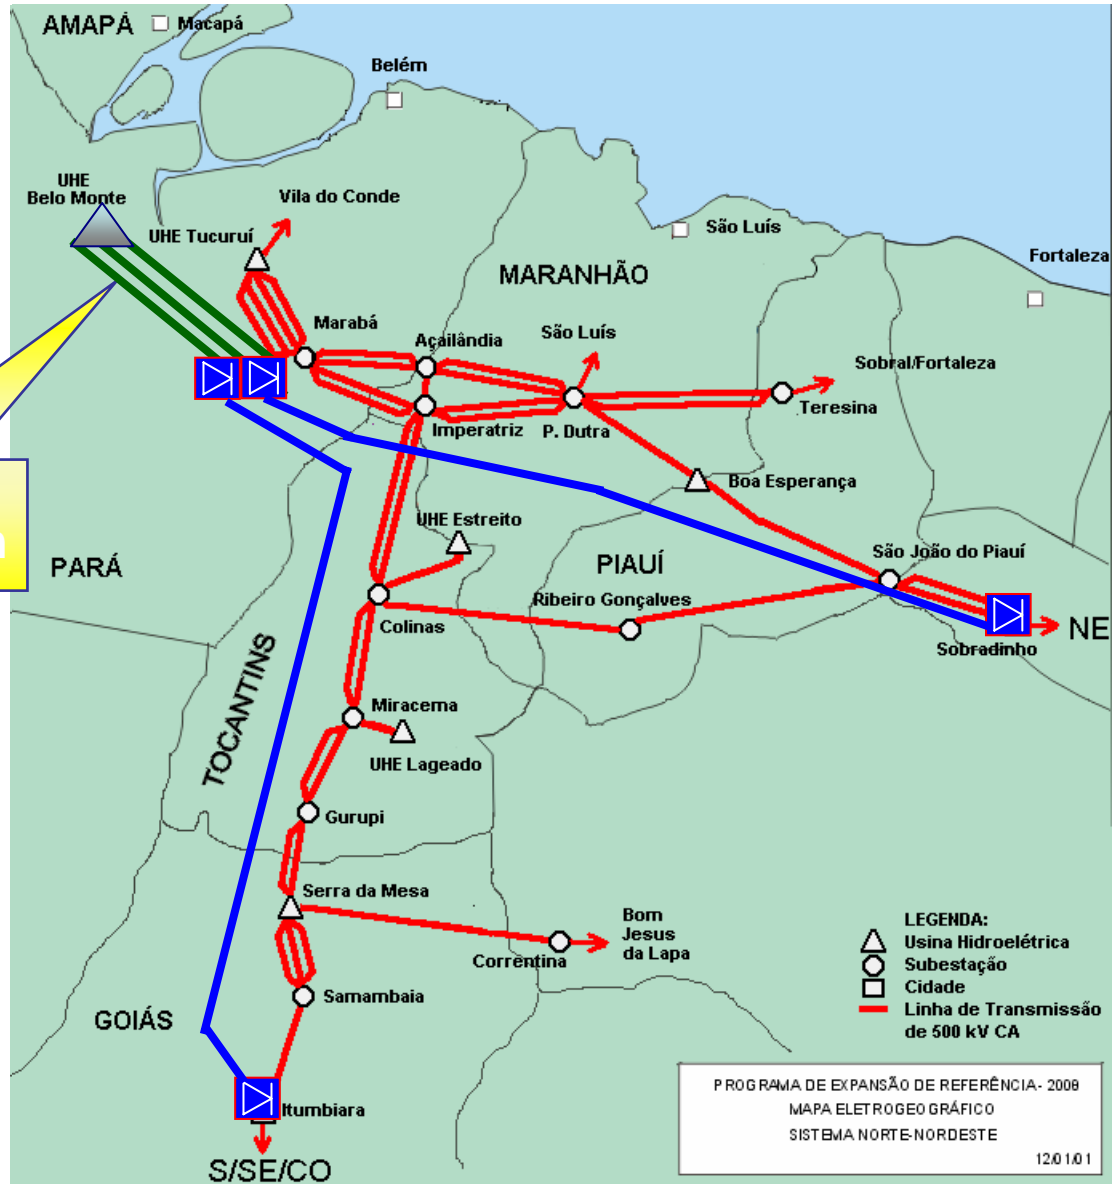 AMAPÁ
Macapá
Belém
UHE
Belo Monte
Vila do Conde
UHE Tucuruí
São Luís
Fortaleza
MARANHÃO
Marabá
Açailândia
São Luís
Sobral/Fortaleza
Imperatriz
P. Dutra
Teresina
Boa Esperança
UHE Estreito
PARÁ
PIAUÍ
São João do Piauí
Ribeiro Gonçalves
Colinas
NE
Sobradinho
TOCANTINS
Miracema
UHE Lageado
Gurupi
Serra da Mesa
Bom
Jesus
da Lapa
Correntina
Samambaia
GOIÁS
LEGENDA:
Usina Hidroelétrica
Subestação
Cidade
Linha de Transmissão
de 500 kV CA
Itumbiara
S/SE/CO
PROGRAMA DE EXPANSÃO DE REFERÊNCIA- 2008
MAPA ELETROGEOGRÁFICO
SISTEMA NORTE-NORDESTE
12/01/01